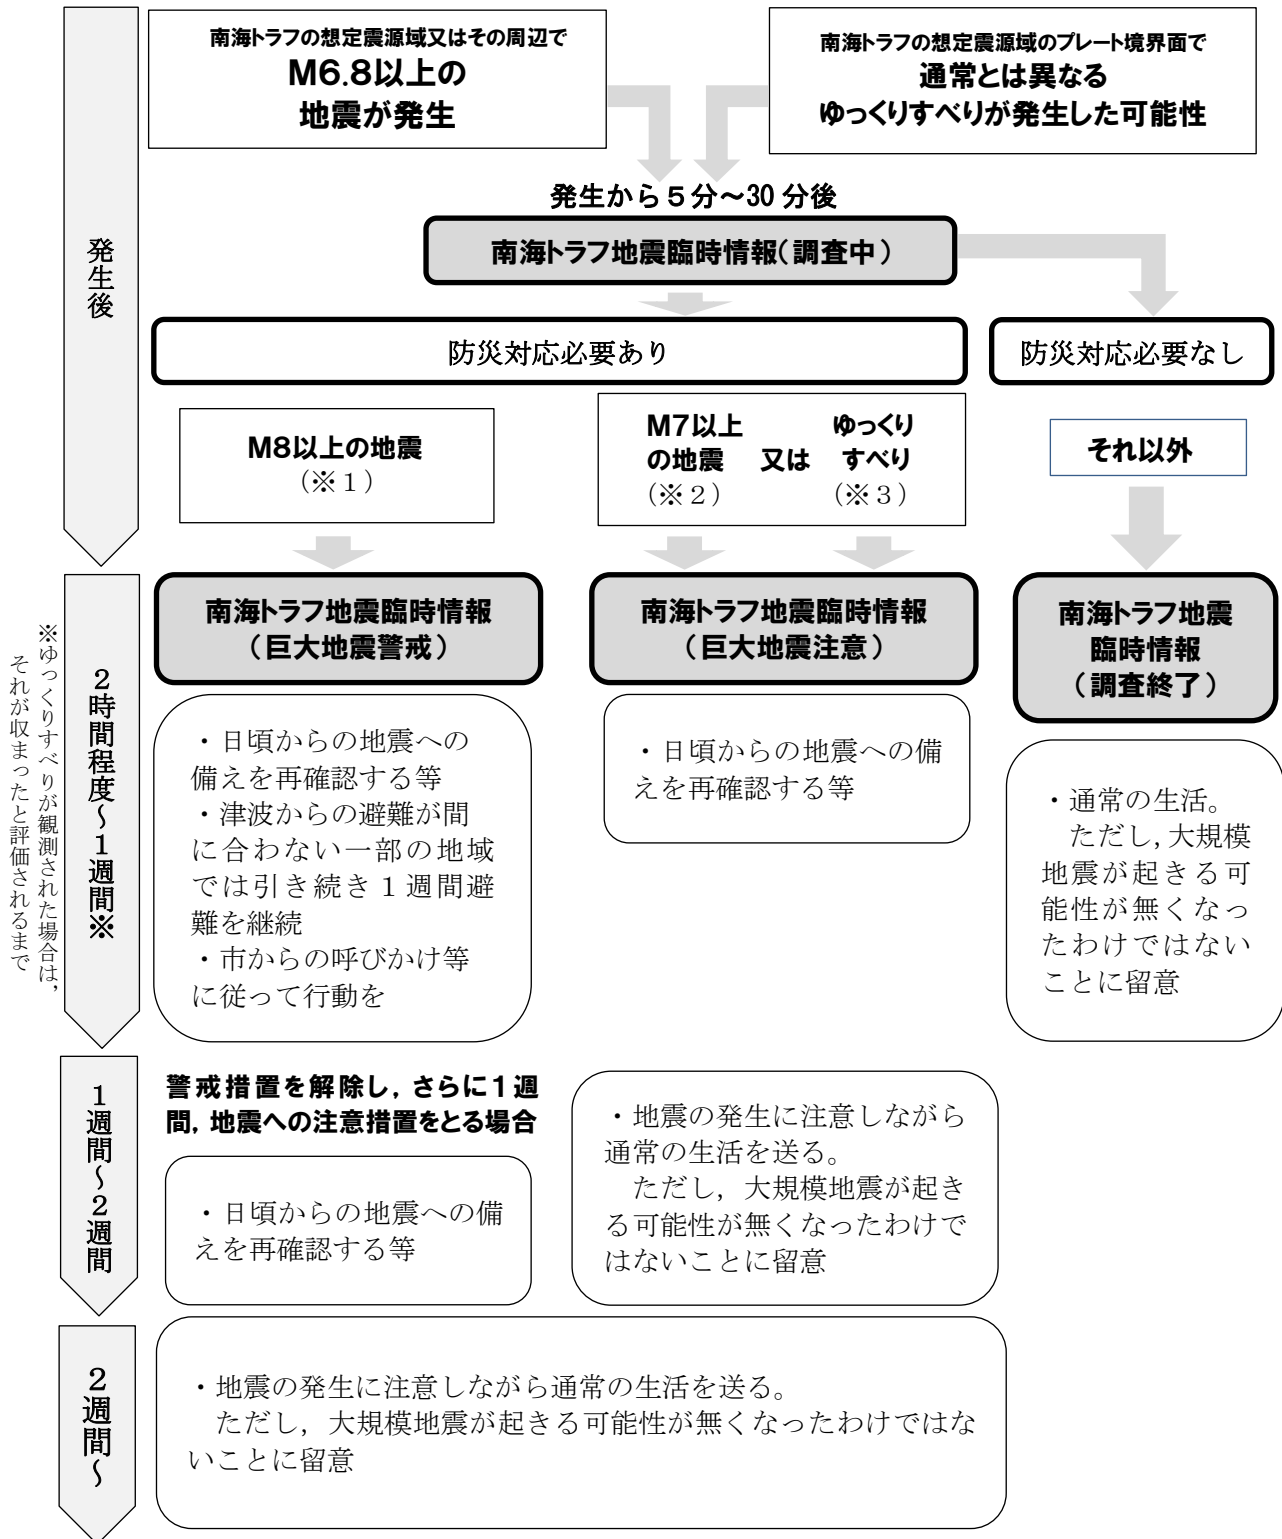 南海トラフの想定震源域又はその周辺で
M6.8以上の
地震が発生
南海トラフの想定震源域のプレート境界面で
通常とは異なる
ゆっくりすべりが発生した可能性
発生から５分～30 分後
南海トラフ地震臨時情報（調査中）
発生後
防災対応必要あり
防災対応必要なし
M8以上の地震
（※１）
M7以上
の地震
（※２）
又は
ゆっくり
すべり
（※３）
それ以外
２時間程度～１週間※
※ゆっくりすべりが観測された場合は，
それが収まったと評価されるまで
南海トラフ地震臨時情報
（巨大地震警戒）
南海トラフ地震臨時情報
（巨大地震注意）
南海トラフ地震
臨時情報
（調査終了）
・日頃からの地震への
備えを再確認する等
・津波からの避難が間
に合わない一部の地域
では引き続き１週間避
難を継続
・市からの呼びかけ等
に従って行動を
・日頃からの地震への備
えを再確認する等
・通常の生活。
ただし，大規模
地震が起きる可
能性が無くなっ
たわけではない
ことに留意
１週間～２週間
警戒措置を解除し，さらに１週
間，地震への注意措置をとる場合
・日頃からの地震への備
えを再確認する等
・地震の発生に注意しながら
通常の生活を送る。
ただし，大規模地震が起き
る可能性が無くなったわけで
はないことに留意
２週間～
・地震の発生に注意しながら通常の生活を送る。
ただし，大規模地震が起きる可能性が無くなったわけではな
いことに留意